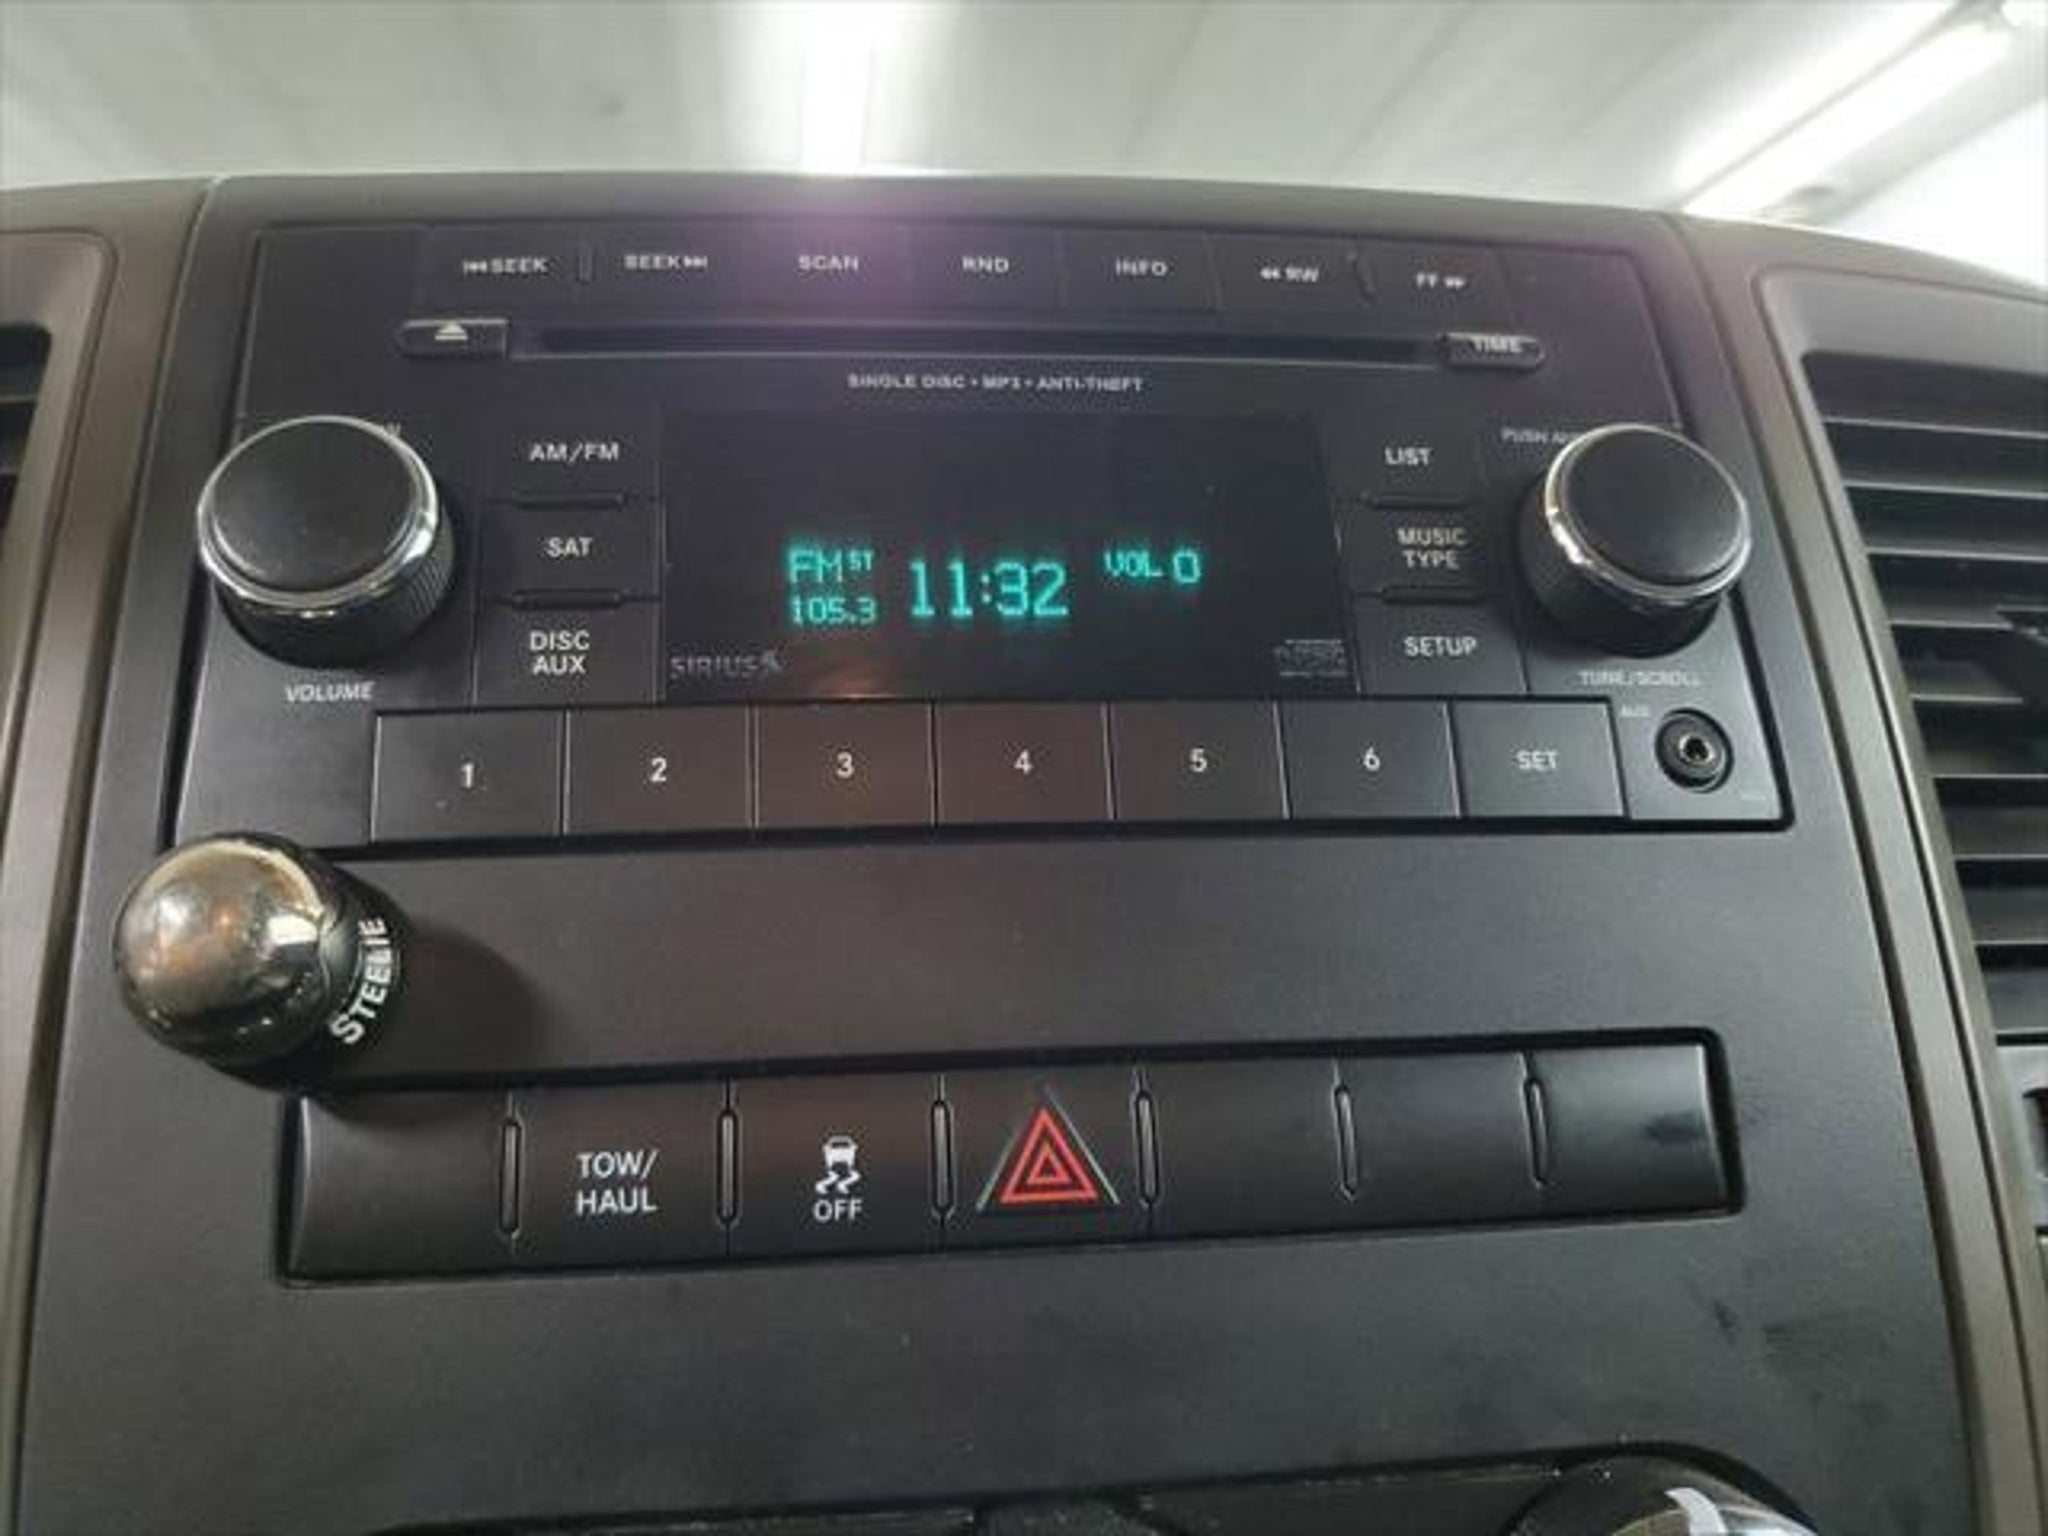 ⏮SEEK SEEK⏭ SCAN RND INFO ◀◀ RW FF ▶▶
TIME
SINGLE DISC • MP3 • ANTI-THEFT
AM/FM
LIST
PUSH
SAT
FM ST
11:32
VOL 0
MUSIC
TYPE
105.3
DISC
AUX
SIRIUS
SETUP
VOLUME
TUNE/SCROLL
AUX
1 2 3 4 5 6 SET
STEELIE
TOW/
HAUL
OFF